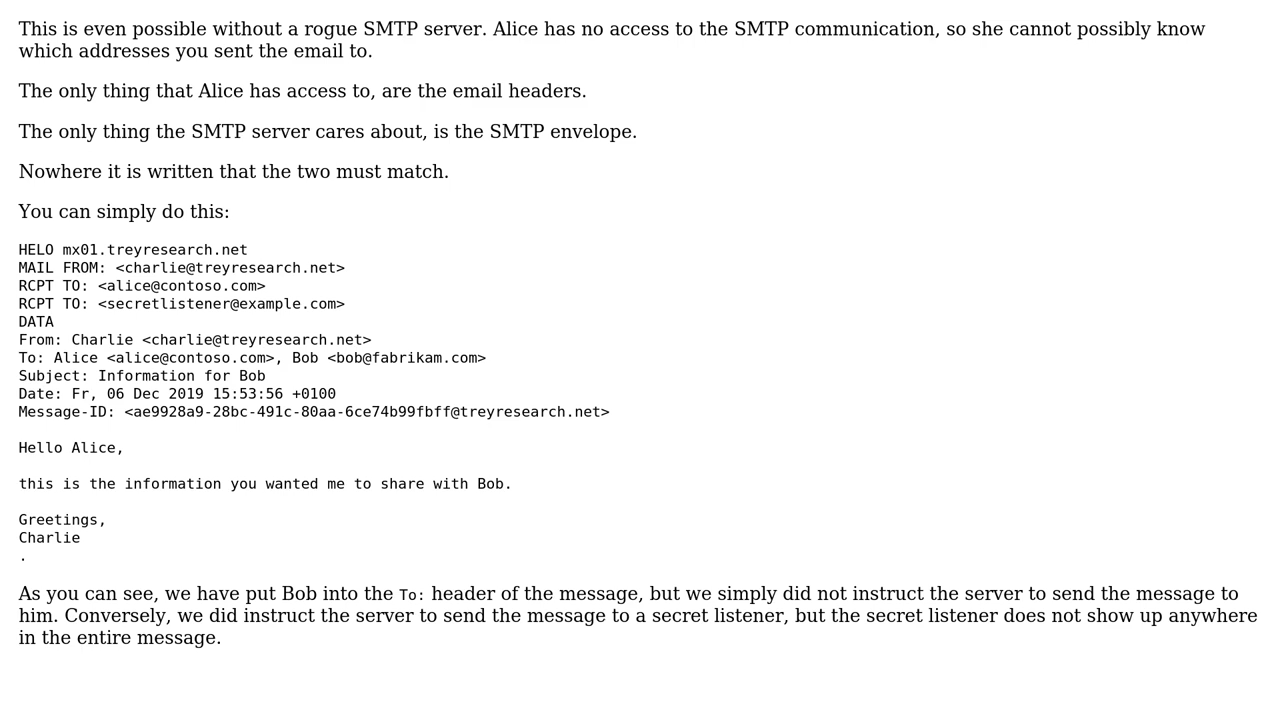 This is even possible without a rogue SMTP server. Alice has no access to the SMTP communication, so she cannot possibly know
which addresses you sent the email to.
The only thing that Alice has access to, are the email headers.
The only thing the SMTP server cares about, is the SMTP envelope.
Nowhere it is written that the two must match.
You can simply do this:
HELO mx01.treyresearch.net
MAIL FROM: <charlie@treyresearch.net>
RCPT TO: <alice@contoso.com>
RCPT TO: <secretlistener@example.com>
DATA
From: Charlie <charlie@treyresearch.net>
To: Alice <alice@contoso.com>, Bob <bob@fabrikam.com>
Subject: Information for Bob
Date: Fr, 06 Dec 2019 15:53:56 +0100
Message-ID: <ae9928a9-28bc-491c-80aa-6ce74b99fbff@treyresearch.net>
Hello Alice,
this is the information you wanted me to share with Bob.
Greetings,
Charlie
.
As you can see, we have put Bob into the To: header of the message, but we simply did not instruct the server to send the message to
him. Conversely, we did instruct the server to send the message to a secret listener, but the secret listener does not show up anywhere
in the entire message.